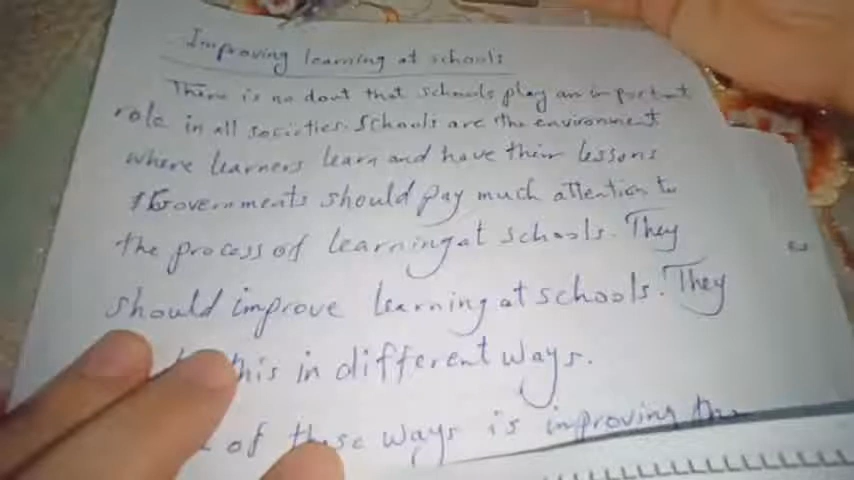 Improving learning at schools
There is no dout that schools play an important
role in all societies. Schools are the environment
where learners learn and have their lessons
Governments should pay much attention to
the process of learning at schools. They
should improve learning at schools. They
this in different ways.
of these ways is improving the